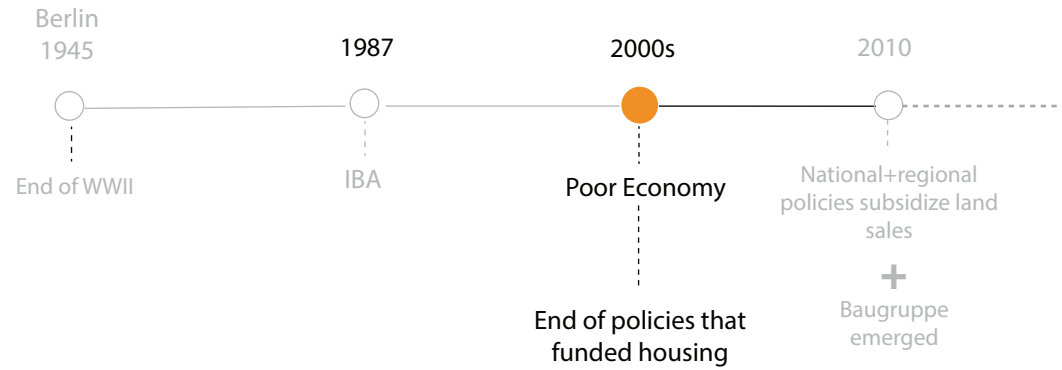 Berlin
1945
1987
2000s
2010
End of WWII
IBA
Poor Economy
National+regional
policies subsidize land
sales
+
Baugruppe
emerged
End of policies that
funded housing